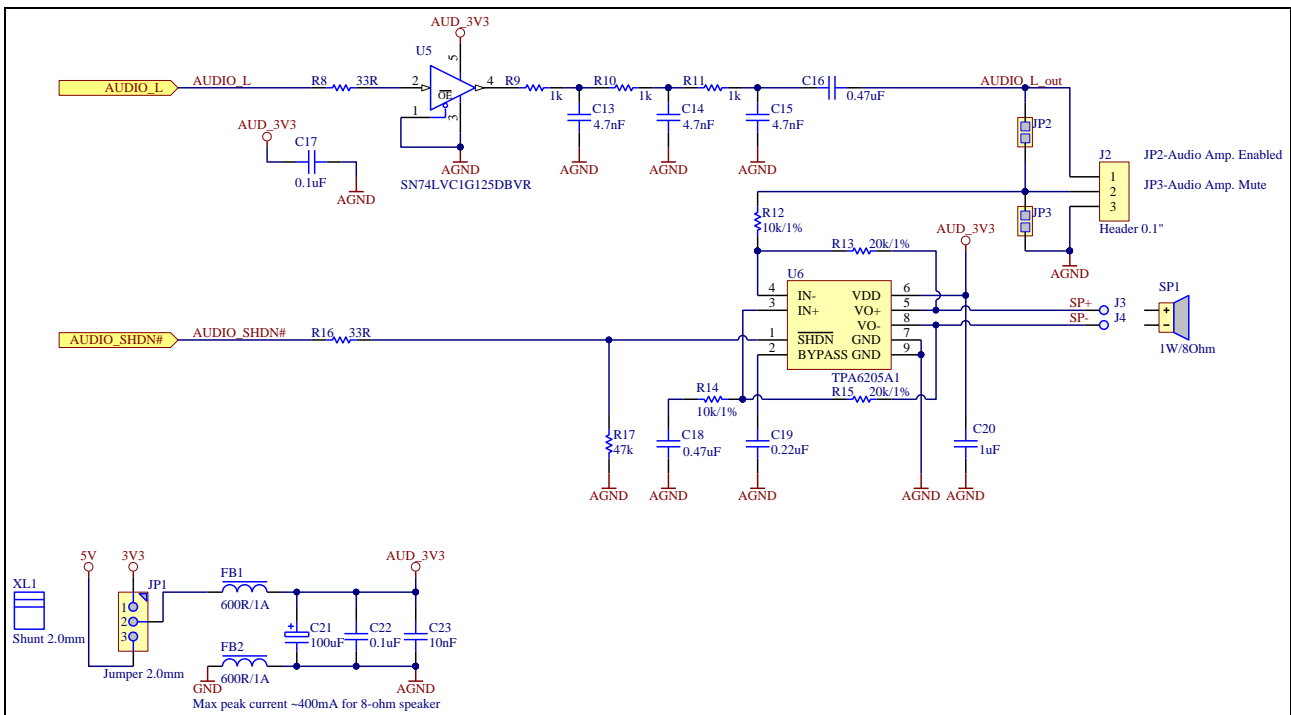 AUD_3V3
U5
AUDIO_L
AUDIO_L
R8
33R
2
5
OE
4
1
3
R9
1k
R10
1k
R11
1k
C16
0.47uF
AUDIO_L_out
C13
4.7nF
C14
4.7nF
C15
4.7nF
AUD_3V3
C17
0.1uF
AGND
AGND
SN74LVC1G125DBVR
AGND
AGND
AGND
JP2
J2
JP2-Audio Amp. Enabled
1
2
3
JP3-Audio Amp. Mute
JP3
Header 0.1"
AGND
R12
10k/1%
R13
20k/1%
AUD_3V3
U6
4
IN-
3
IN+
1
SHDN
2
BYPASS
VDD
6
VO+
5
VO-
8
GND
7
GND
9
TPA6205A1
SP+
J3
SP-
J4
SP1
+
−
1W/8Ohm
AUDIO_SHDN#
AUDIO_SHDN#
R16
33R
R14
10k/1%
R15
20k/1%
R17
47k
C18
0.47uF
C19
0.22uF
C20
1uF
AGND
AGND
AGND
AGND
AGND
5V
3V3
AUD_3V3
XL1
Shunt 2.0mm
JP1
1
2
3
Jumper 2.0mm
FB1
600R/1A
+
C21
100uF
C22
0.1uF
C23
10nF
FB2
600R/1A
GND
AGND
Max peak current ~400mA for 8-ohm speaker